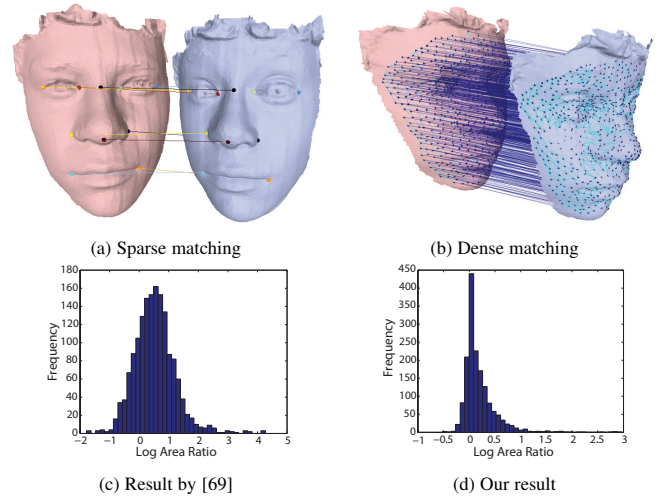 (a) Sparse matching
(b) Dense matching
180
160
140
120
100
80
60
40
20
0
Frequency
-2 -1 0 1 2 3 4 5
Log Area Ratio
450
400
350
300
250
200
150
100
50
0
Frequency
-1 -0.5 0 0.5 1 1.5 2 2.5 3
Log Area Ratio
(c) Result by [69]
(d) Our result